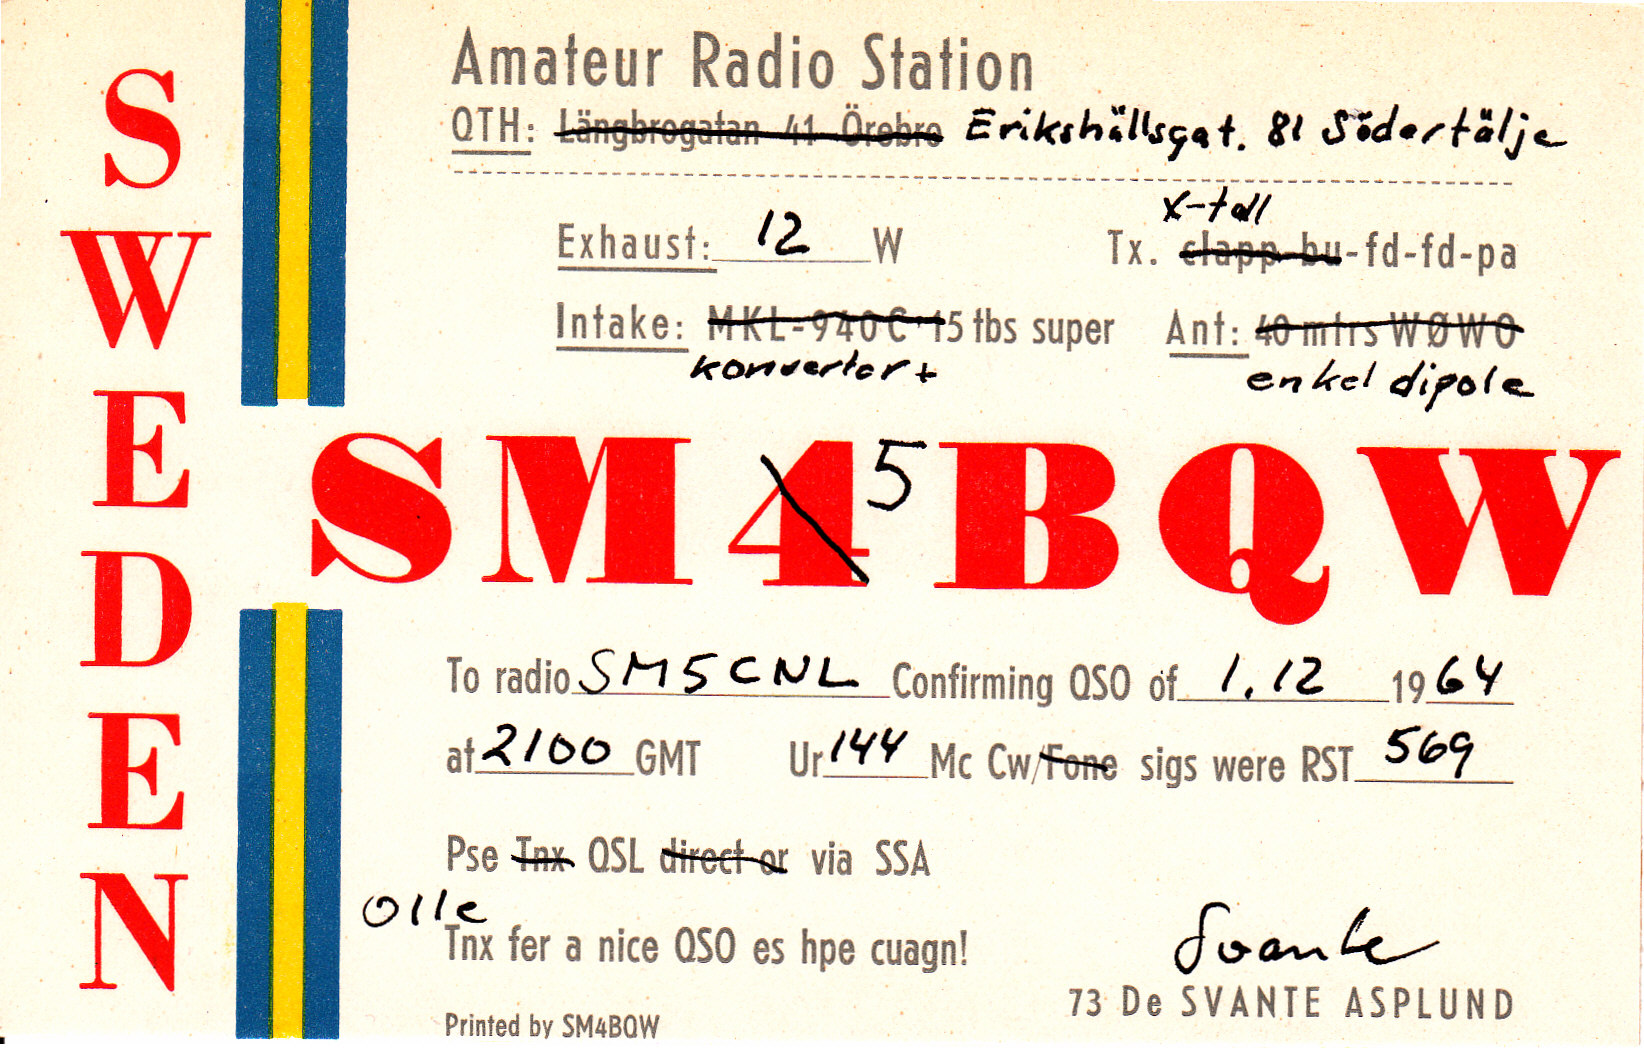 SWEDEN
Amateur Radio Station
QTH: Längbrogatan 41 Örebro Erikshällsgat. 81 Södertälje
x-tall
Exhaust: 12 W Tx. clapp-bu-fd-fd-pa
Intake: MKL-940C-15 tbs super Ant: 40 mtrs WØWO
konverter + enkel dipole
SM45BQW
To radio SM5CNL Confirming QSO of 1.12 1964
at 2100 GMT Ur 144 Mc Cw/Fone sigs were RST 569
Pse Tnx QSL direct or via SSA
Olle
Tnx fer a nice QSO es hpe cuagn!
Svante
73 De SVANTE ASPLUND
Printed by SM4BQW